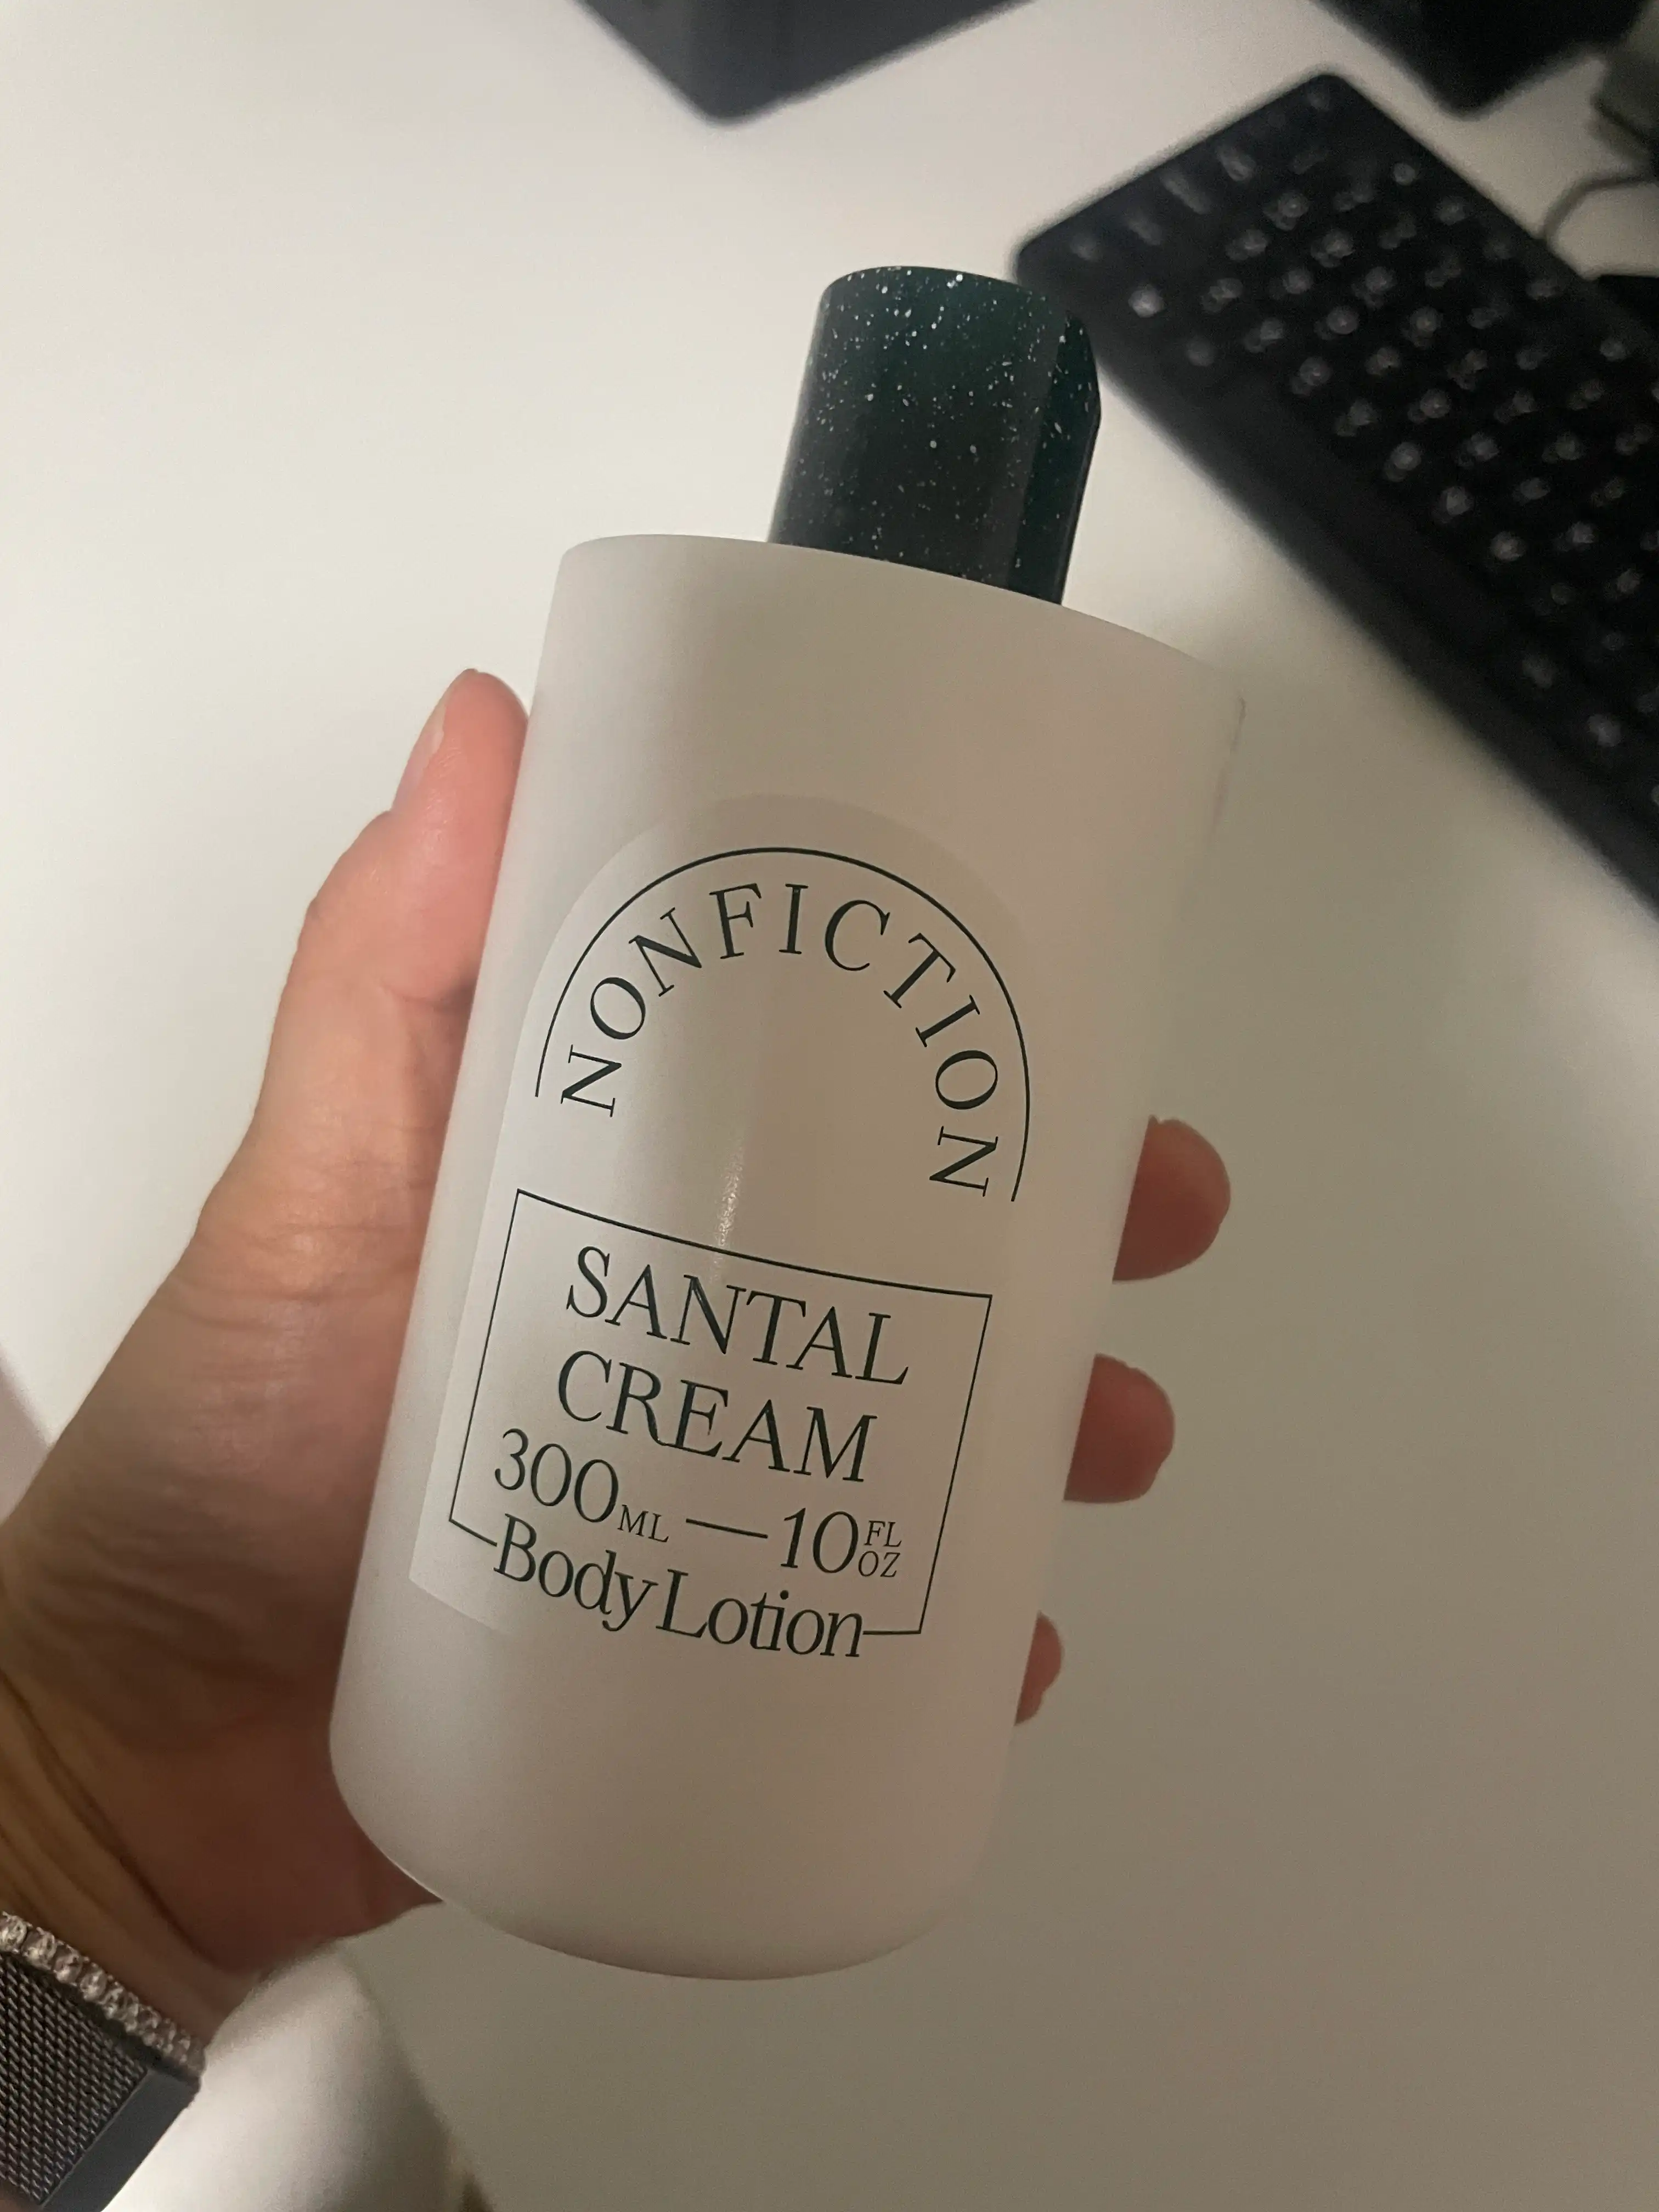 NONFICTION
SANTAL
CREAM
300ML — 10FL OZ
Body Lotion